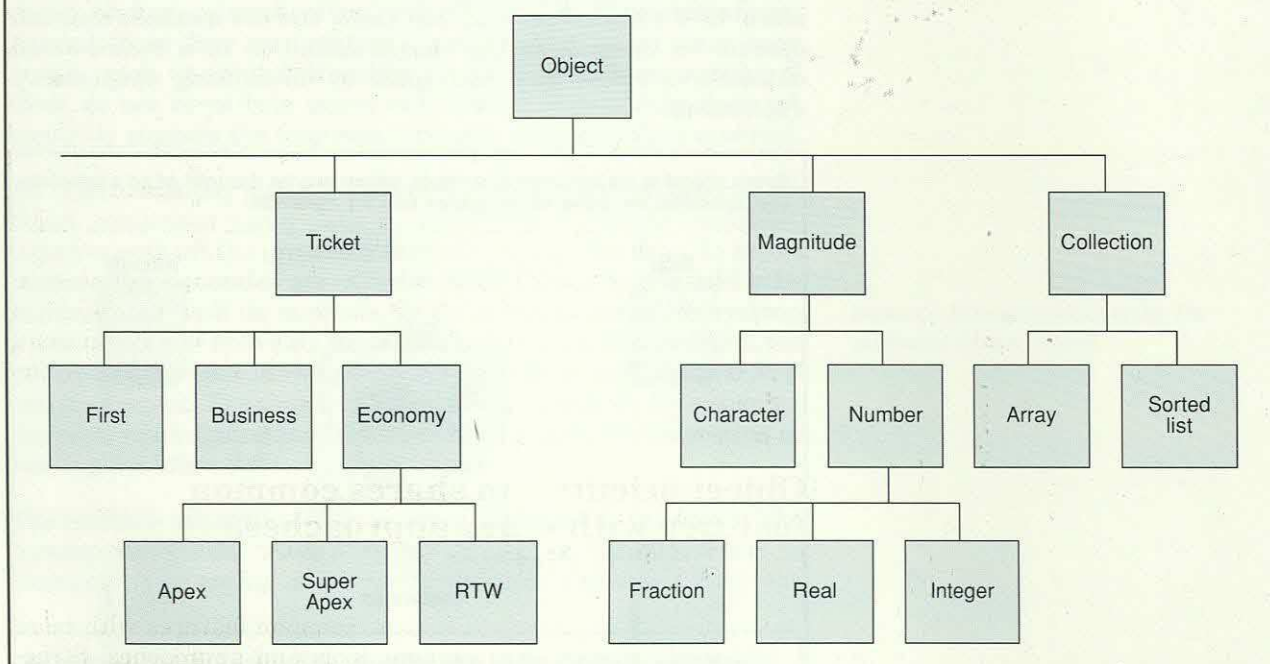 Object
Ticket
Magnitude
Collection
First
Business
Economy
Character
Number
Array
Sorted
list
Apex
Super
Apex
RTW
Fraction
Real
Integer